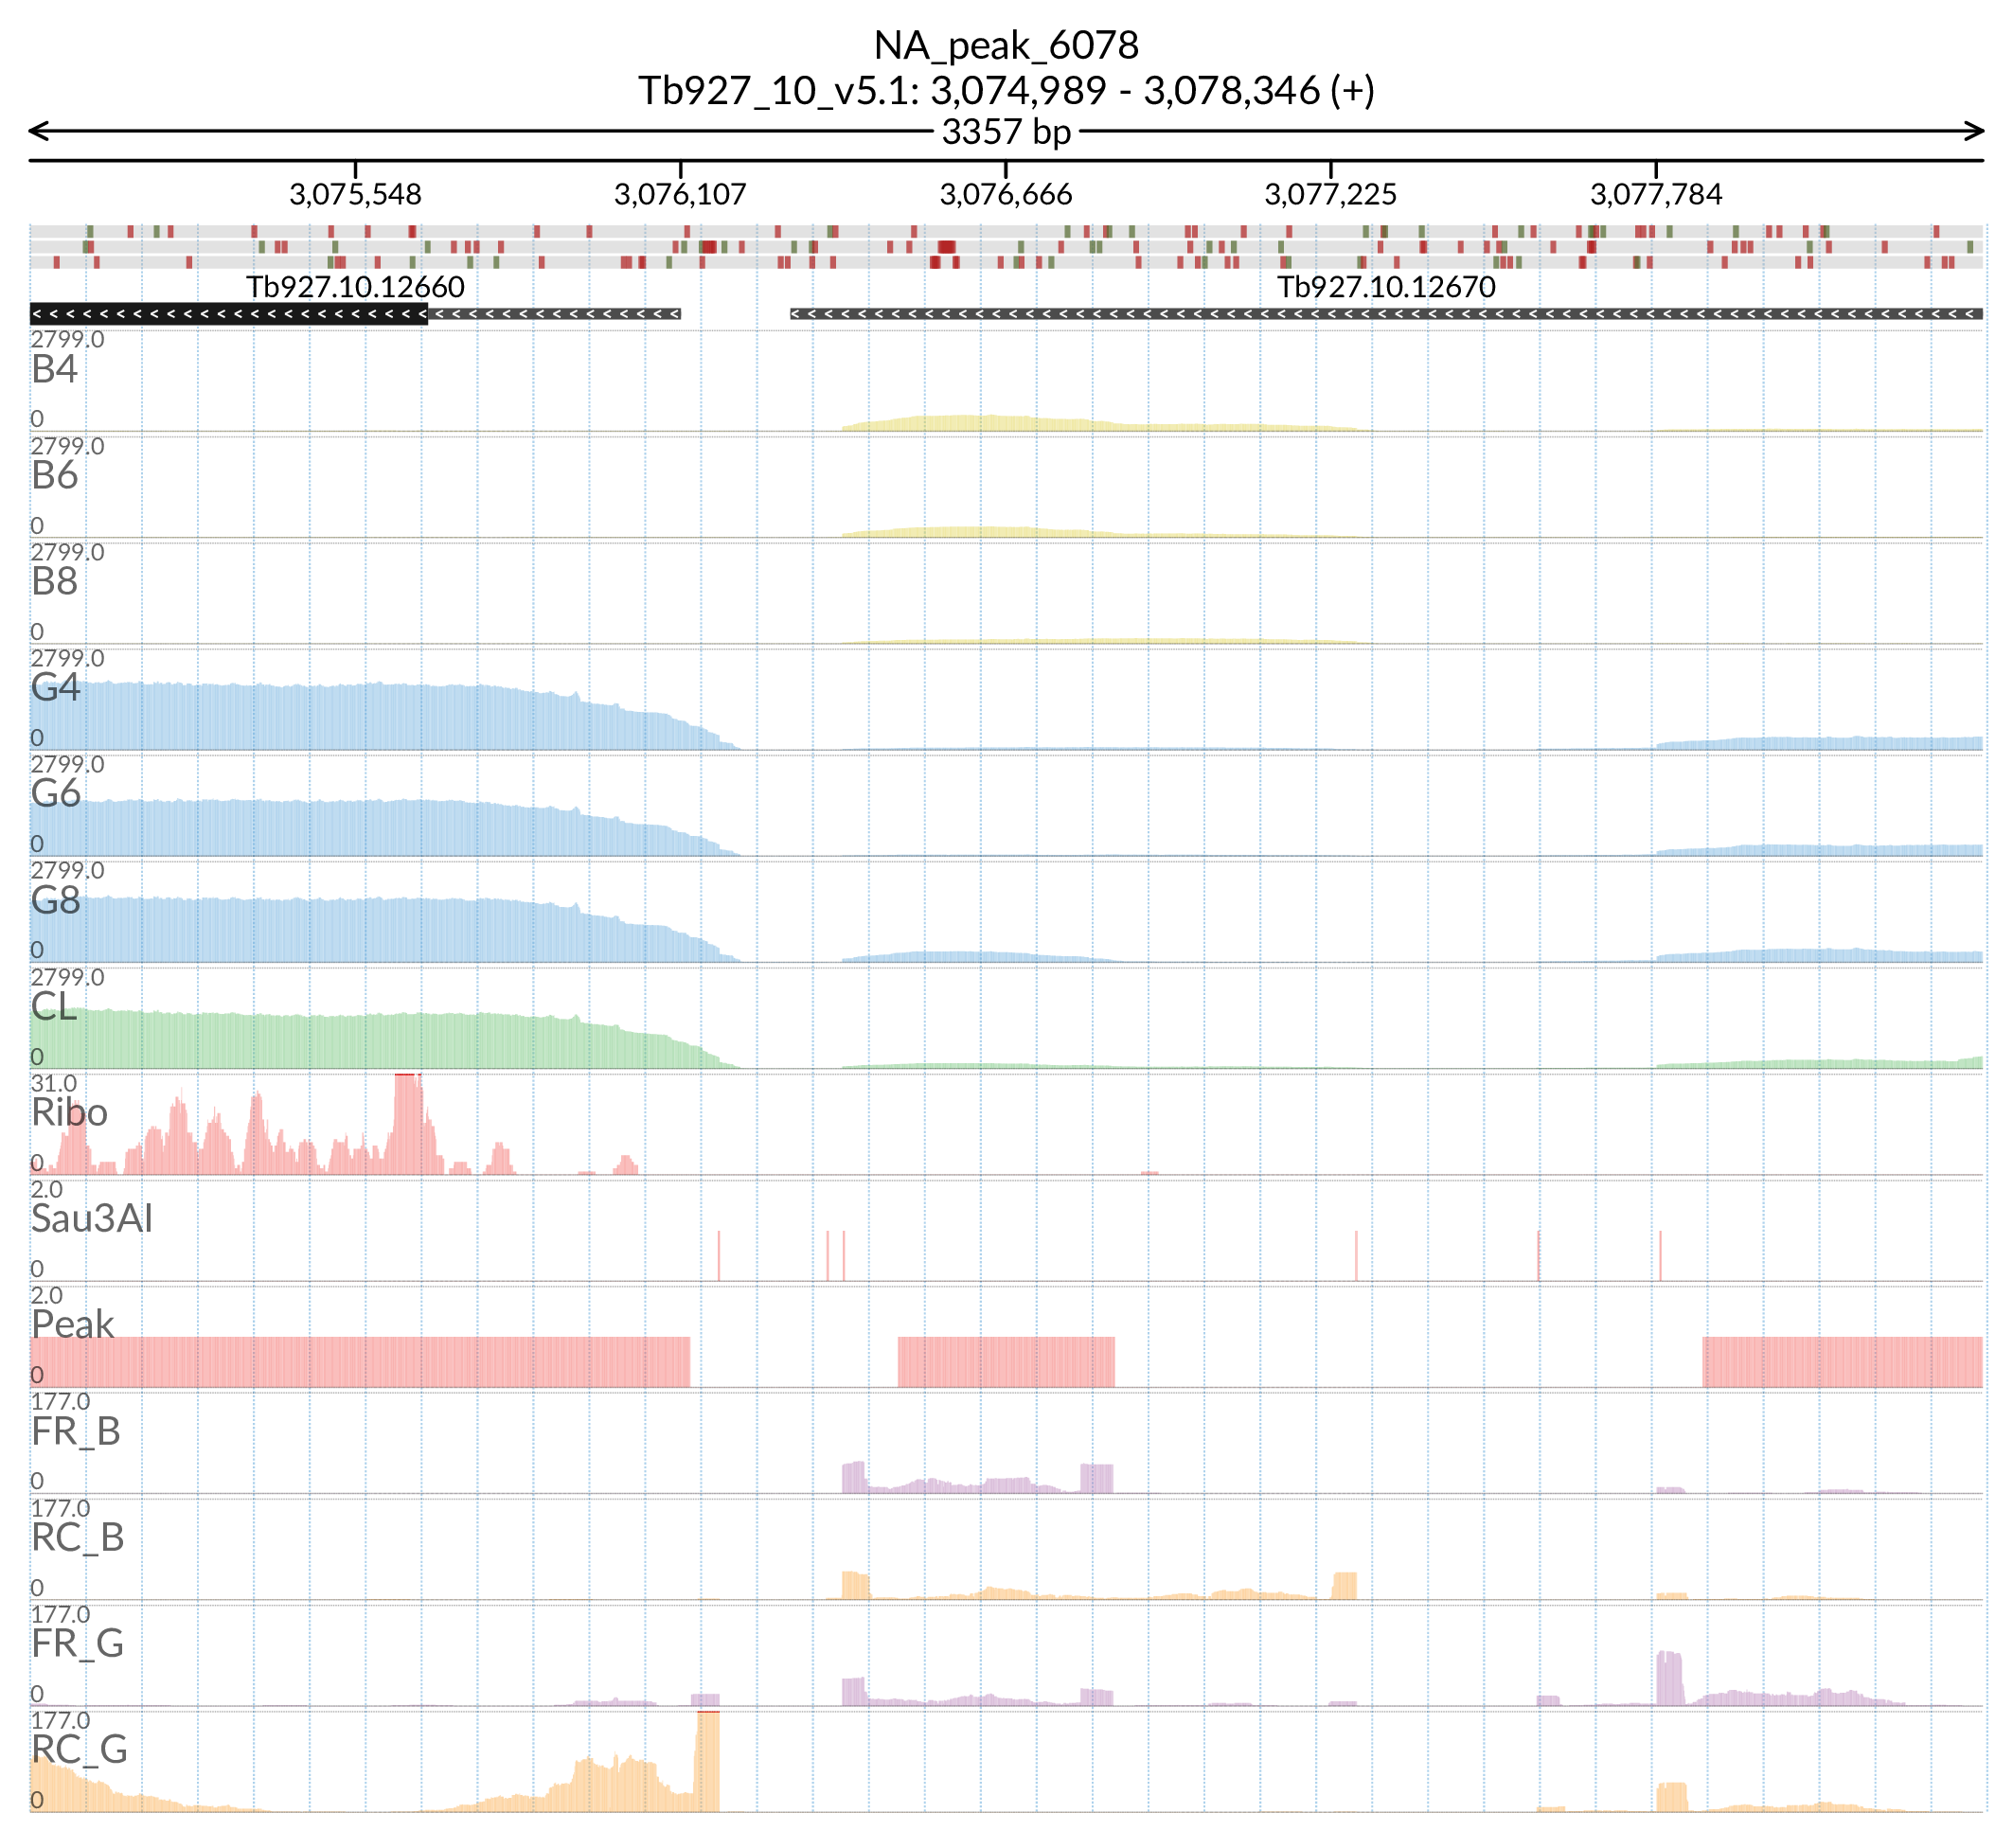 NA_peak_6078
Tb927_10_v5.1: 3,074,989 - 3,078,346 (+)
3357 bp
3,075,548 3,076,107 3,076,666 3,077,225 3,077,784
Tb927.10.12660 Tb927.10.12670
2799.0
B4
0
2799.0
B6
0
2799.0
B8
0
2799.0
G4
0
2799.0
G6
0
2799.0
G8
0
2799.0
CL
0
31.0
Ribo
0
2.0
Sau3AI
0
2.0
Peak
0
177.0
FR_B
0
177.0
RC_B
0
177.0
FR_G
0
177.0
RC_G
0